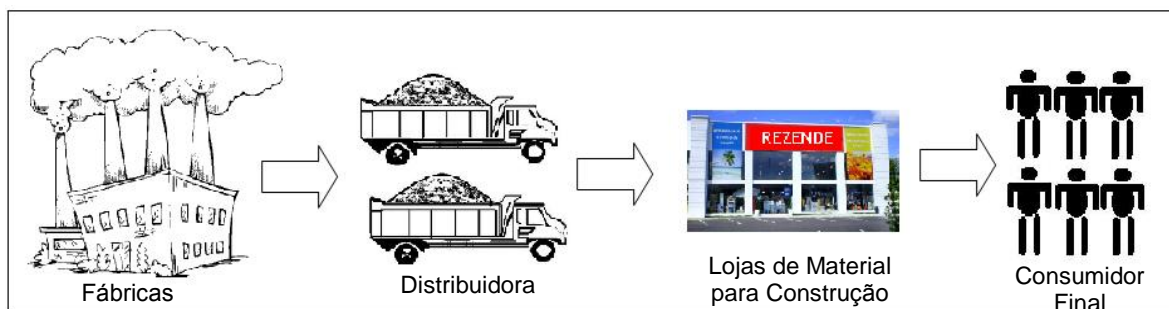 REZENDE
Fábricas
Distribuidora
Lojas de Material
para Construção
Consumidor
Final